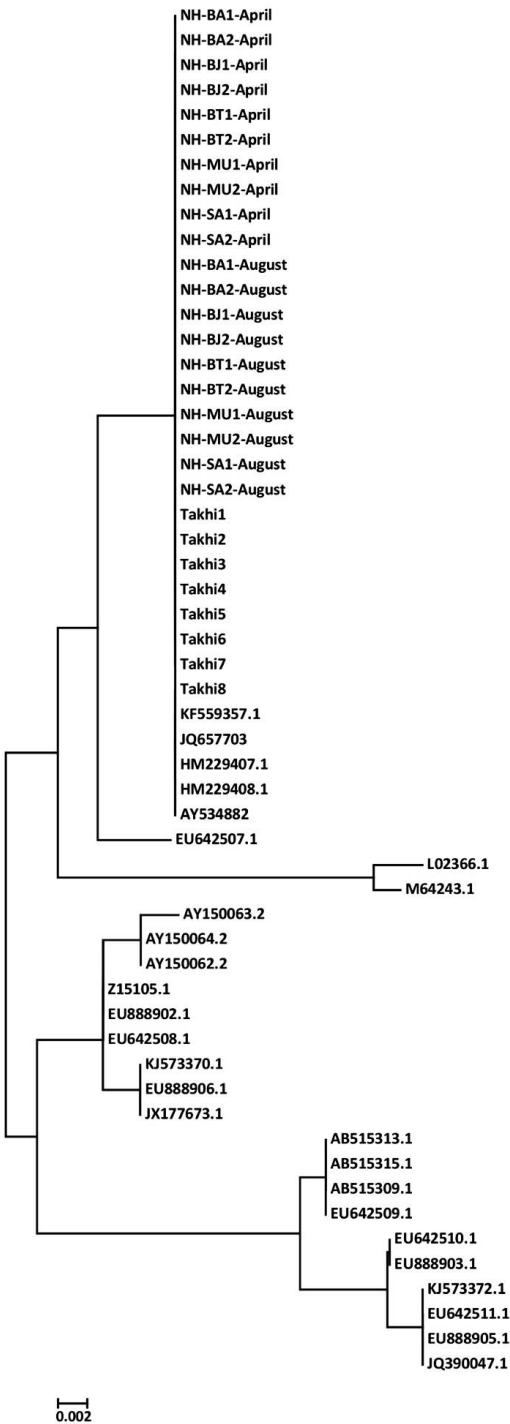 NH-BA1-April
NH-BA2-April
NH-BJ1-April
NH-BJ2-April
NH-BT1-April
NH-BT2-April
NH-MU1-April
NH-MU2-April
NH-SA1-April
NH-SA2-April
NH-BA1-August
NH-BA2-August
NH-BJ1-August
NH-BJ2-August
NH-BT1-August
NH-BT2-August
NH-MU1-August
NH-MU2-August
NH-SA1-August
NH-SA2-August
Takhi1
Takhi2
Takhi3
Takhi4
Takhi5
Takhi6
Takhi7
Takhi8
KF559357.1
JQ657703
HM229407.1
HM229408.1
AY534882
EU642507.1
L02366.1
M64243.1
AY150063.2
AY150064.2
AY150062.2
Z15105.1
EU888902.1
EU642508.1
KJ573370.1
EU888906.1
JX177673.1
AB515313.1
AB515315.1
AB515309.1
EU642509.1
EU642510.1
EU888903.1
KJ573372.1
EU642511.1
EU888905.1
JQ390047.1
0.002